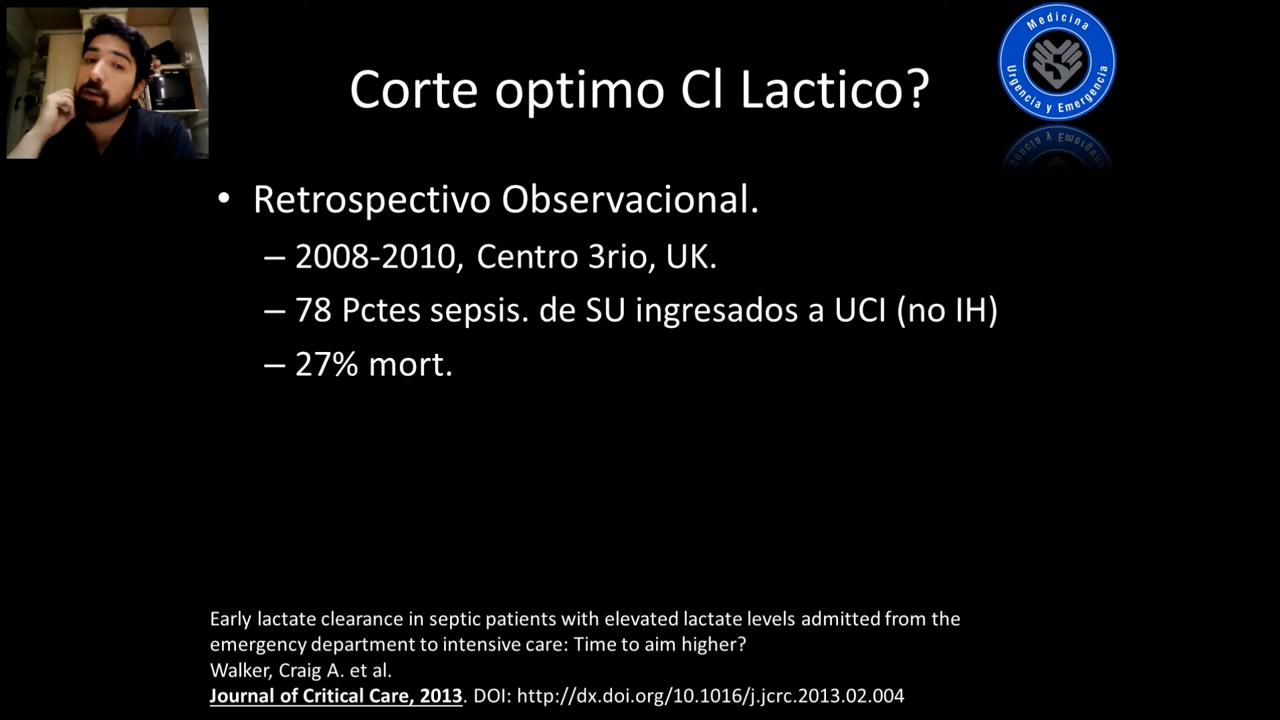 Medicina
Urgencia y Emergencia
Corte optimo Cl Lactico?
• Retrospectivo Observacional.
– 2008-2010, Centro 3rio, UK.
– 78 Pctes sepsis. de SU ingresados a UCI (no IH)
– 27% mort.
Early lactate clearance in septic patients with elevated lactate levels admitted from the
emergency department to intensive care: Time to aim higher?
Walker, Craig A. et al.
Journal of Critical Care, 2013. DOI: http://dx.doi.org/10.1016/j.jcrc.2013.02.004